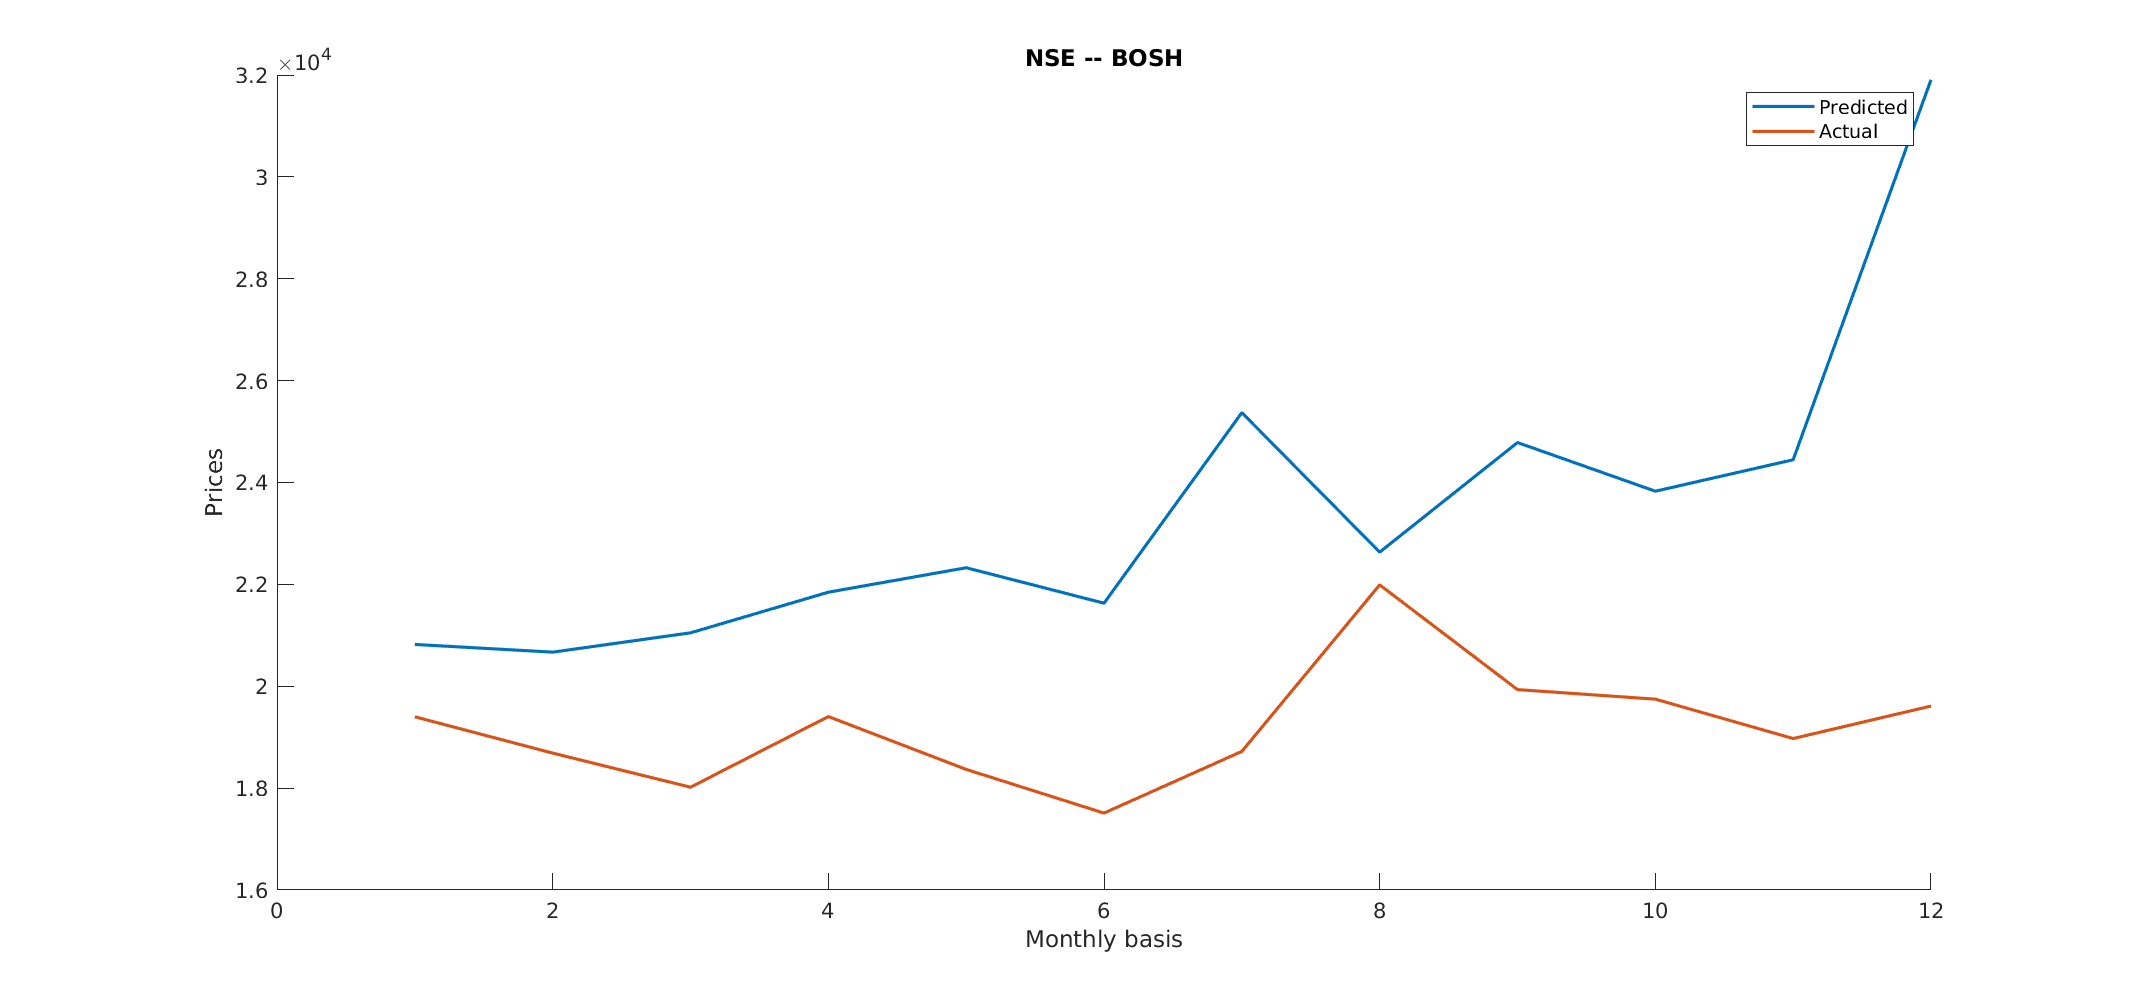 NSE -- BOSH
×10^4
3.2
3
2.8
2.6
2.4
2.2
2
1.8
1.6
Prices
Predicted
Actual
0 2 4 6 8 10 12
Monthly basis